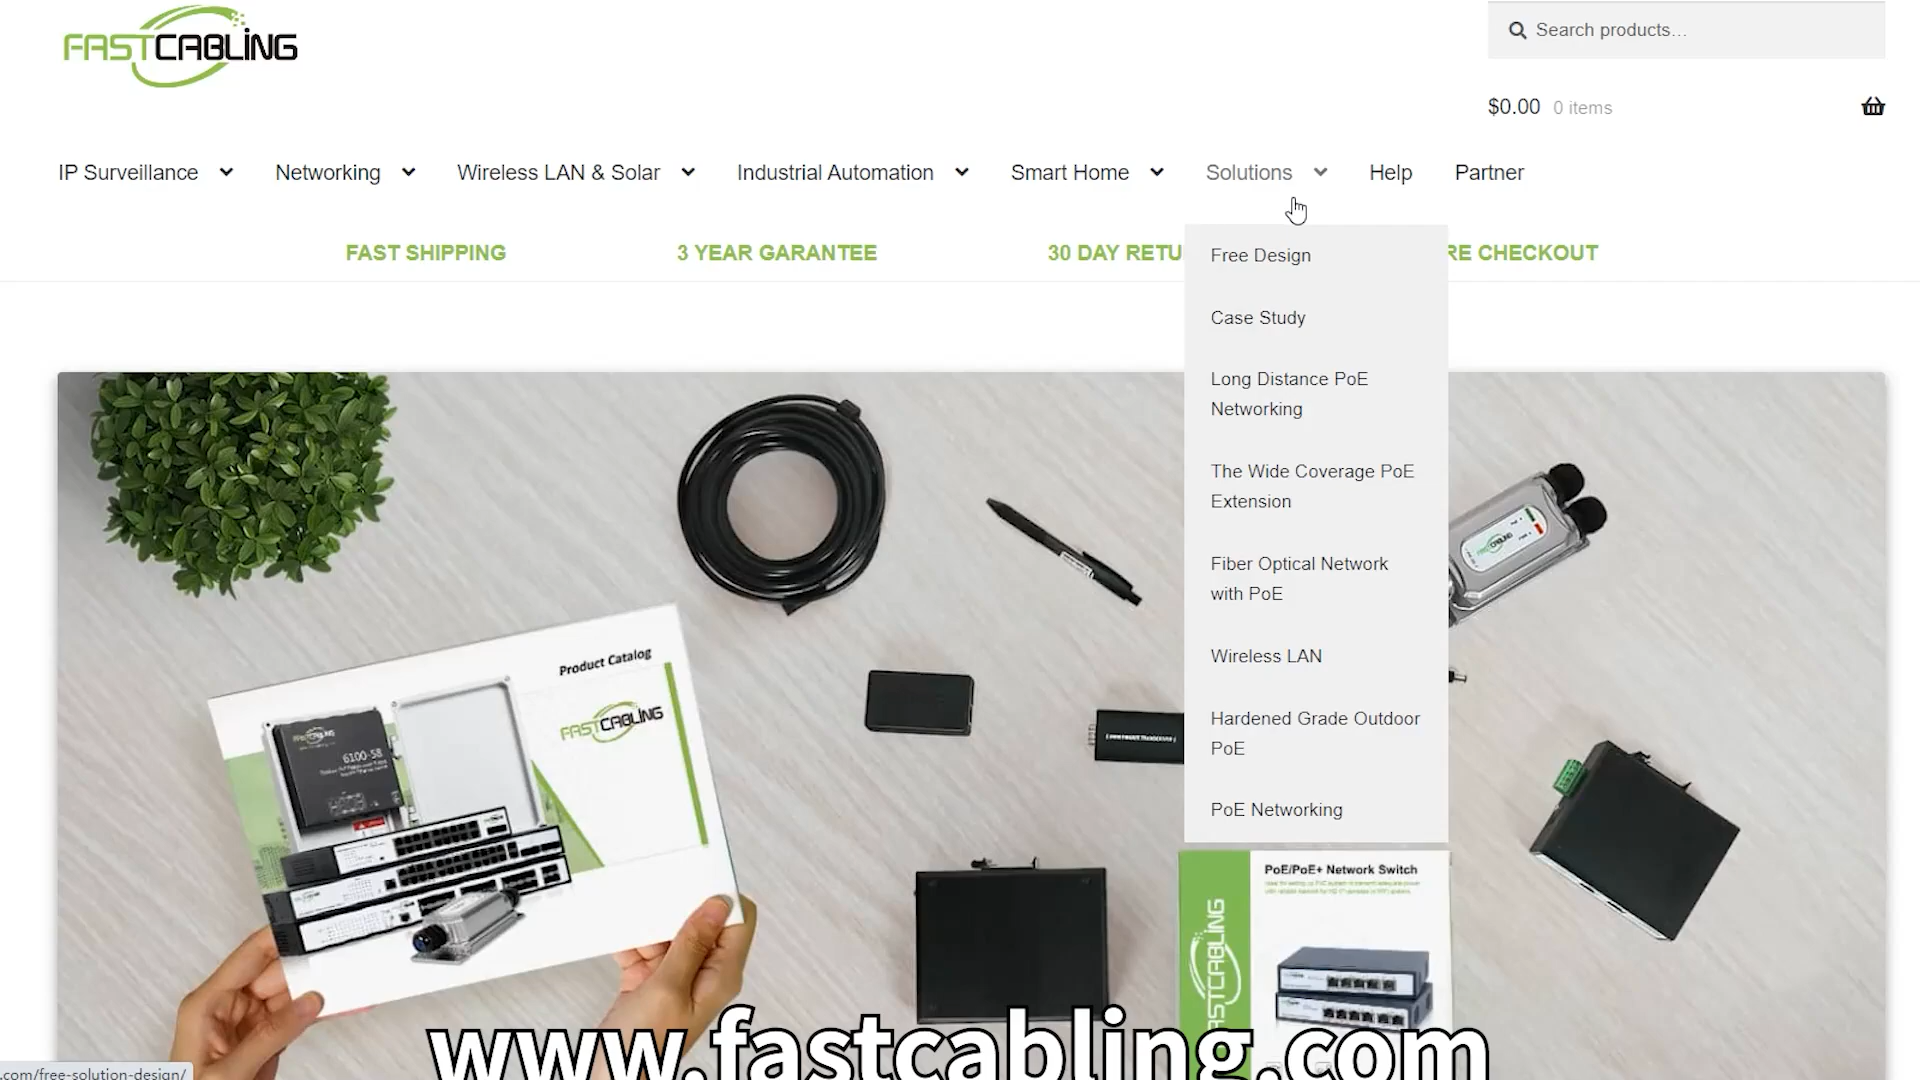 FASTCABLING
Search products…
$0.00 0 items
IP Surveillance
Networking
Wireless LAN & Solar
Industrial Automation
Smart Home
Solutions
Help
Partner
FAST SHIPPING
3 YEAR GARANTEE
30 DAY RETU
RE CHECKOUT
Free Design
Case Study
Long Distance PoE
Networking
The Wide Coverage PoE
Extension
Fiber Optical Network
with PoE
Wireless LAN
Hardened Grade Outdoor
PoE
PoE Networking
Product Catalog
FASTCABLING
FASTCABLING
6100-S8
FASTCABLING
PoE/PoE+ Network Switch
FASTCABLING
www.fastcabling.com
.com/free-solution-design/